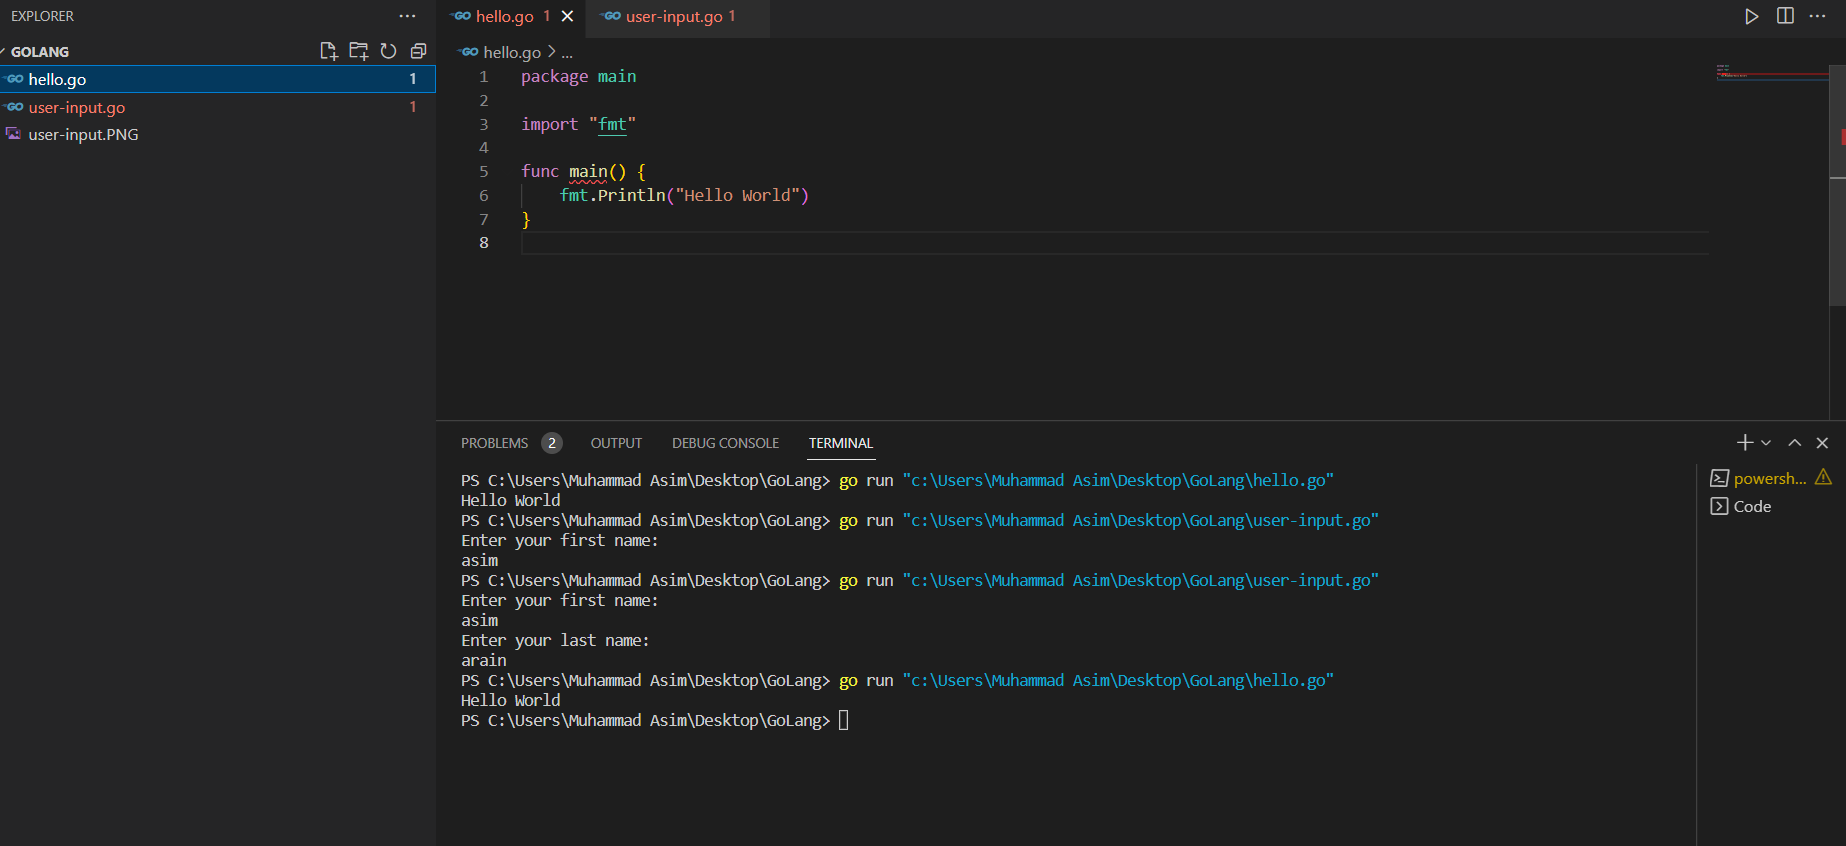 EXPLORER
GOLANG
GO hello.go 1
GO user-input.go 1
user-input.PNG
GO hello.go 1 GO user-input.go 1
GO hello.go > ...
1 package main
2
3 import "fmt"
4
5 func main() {
6 fmt.Println("Hello World")
7 }
8
PROBLEMS 2 OUTPUT DEBUG CONSOLE TERMINAL
PS C:\Users\Muhammad Asim\Desktop\GoLang> go run "c:\Users\Muhammad Asim\Desktop\GoLang\hello.go"
Hello World
PS C:\Users\Muhammad Asim\Desktop\GoLang> go run "c:\Users\Muhammad Asim\Desktop\GoLang\user-input.go"
Enter your first name:
asim
PS C:\Users\Muhammad Asim\Desktop\GoLang> go run "c:\Users\Muhammad Asim\Desktop\GoLang\user-input.go"
Enter your first name:
asim
Enter your last name:
arain
PS C:\Users\Muhammad Asim\Desktop\GoLang> go run "c:\Users\Muhammad Asim\Desktop\GoLang\hello.go"
Hello World
PS C:\Users\Muhammad Asim\Desktop\GoLang>
powersh...
Code